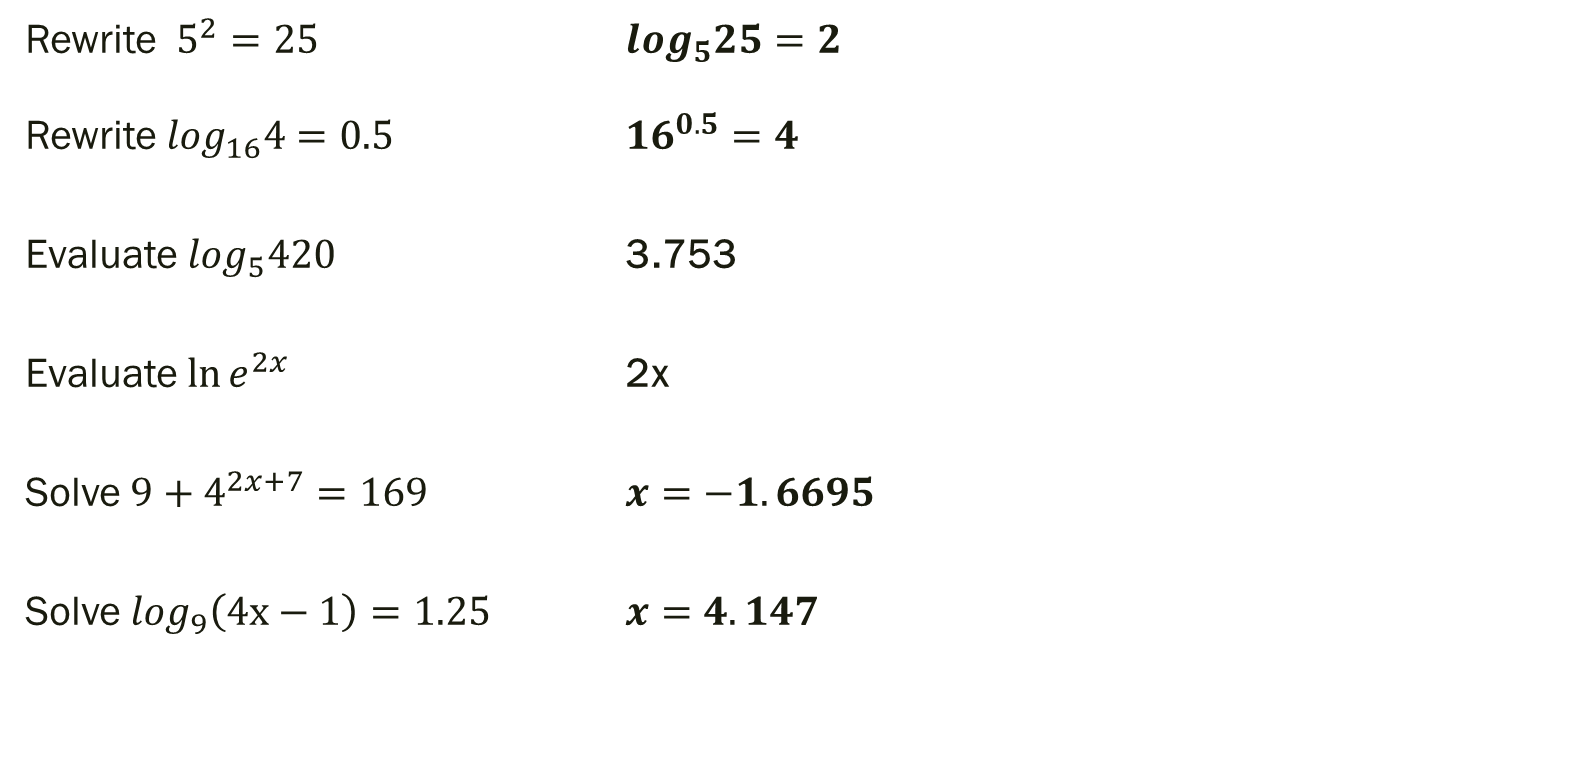 Rewrite 5² = 25 log₅25 = 2
Rewrite log₁₆4 = 0.5 16^0.5 = 4
Evaluate log₅420 3.753
Evaluate ln e^2x 2x
Solve 9 + 4^2x+7 = 169 x = −1.6695
Solve log₉(4x − 1) = 1.25 x = 4.147